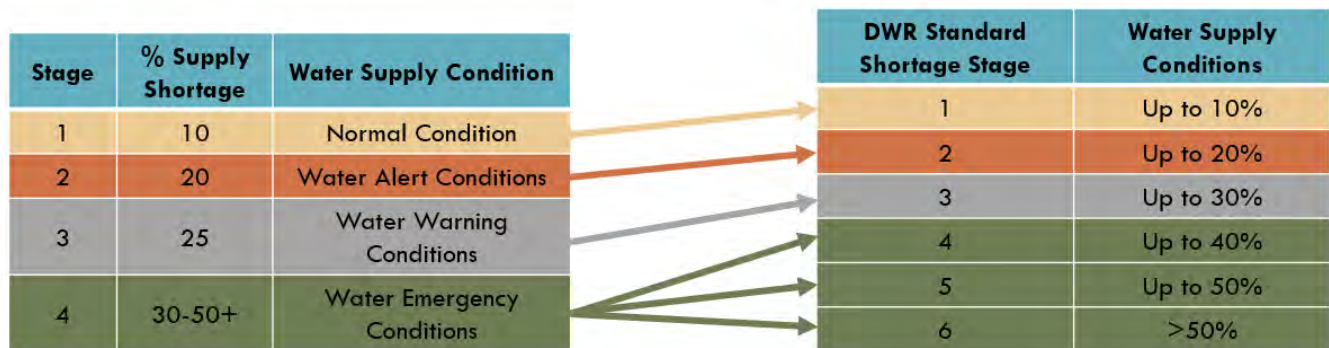 Stage % Supply Shortage Water Supply Condition
1 10 Normal Condition
2 20 Water Alert Conditions
3 25 Water Warning Conditions
4 30-50+ Water Emergency Conditions
DWR Standard Shortage Stage Water Supply Conditions
1 Up to 10%
2 Up to 20%
3 Up to 30%
4 Up to 40%
5 Up to 50%
6 >50%